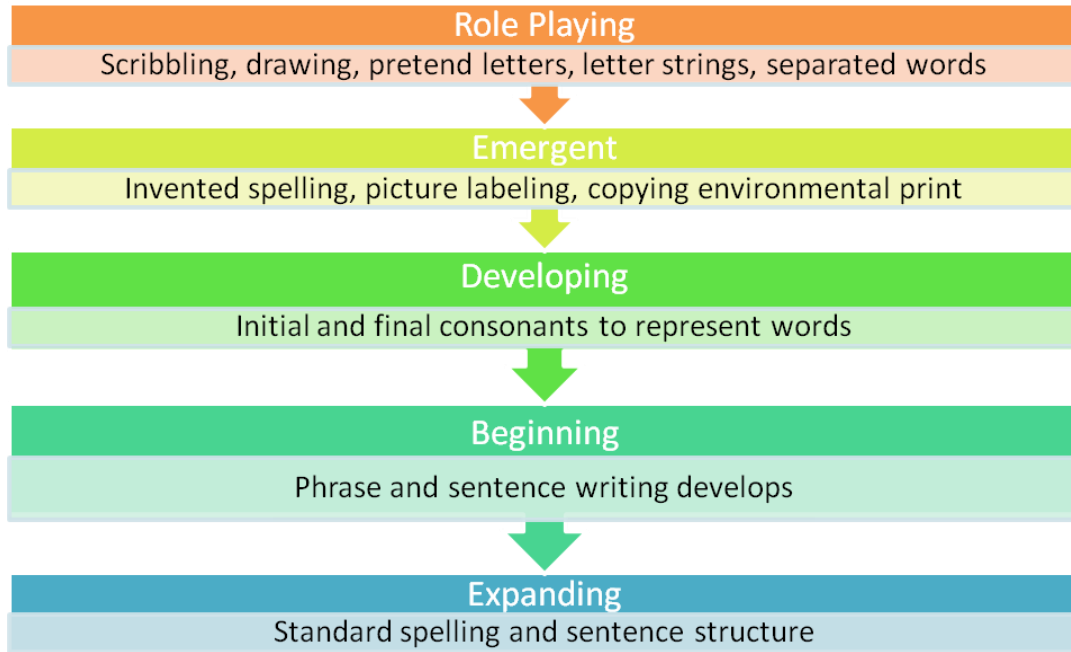 Role Playing
Scribbling, drawing, pretend letters, letter strings, separated words
Emergent
Invented spelling, picture labeling, copying environmental print
Developing
Initial and final consonants to represent words
Beginning
Phrase and sentence writing develops
Expanding
Standard spelling and sentence structure